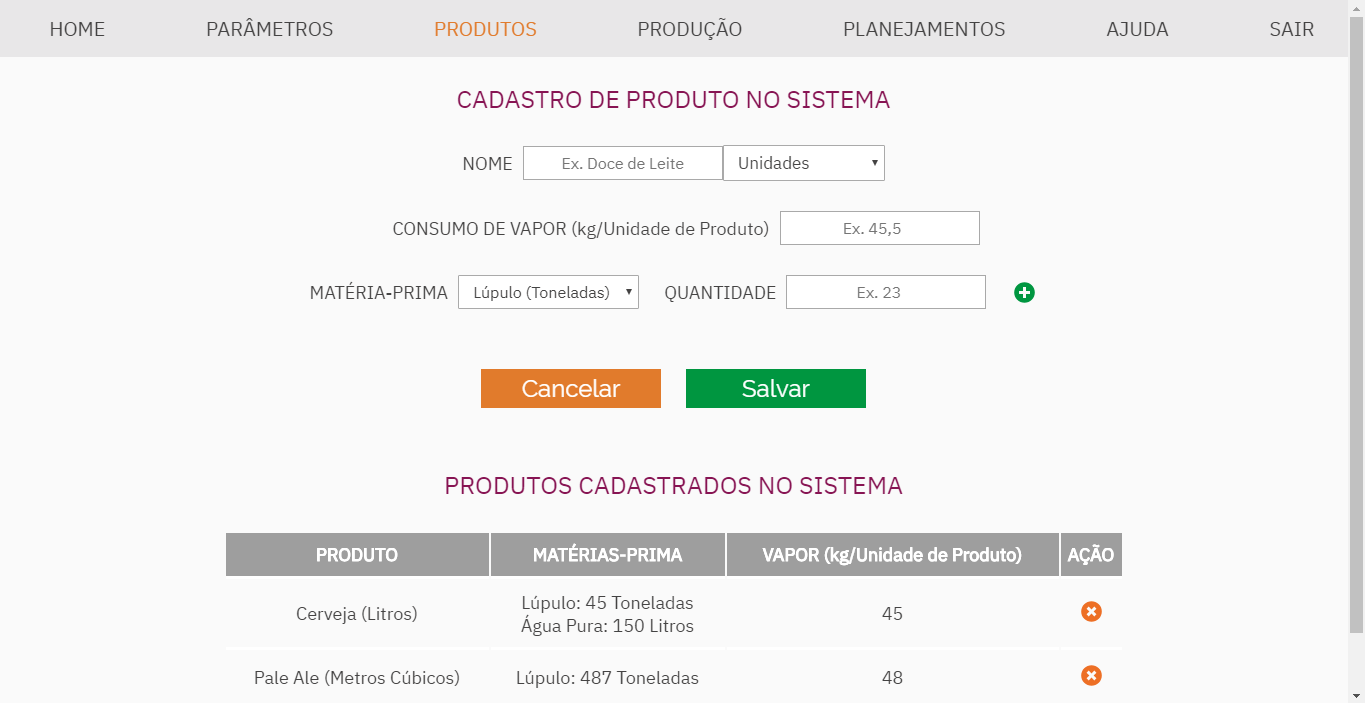 HOME PARÂMETROS PRODUTOS PRODUÇÃO PLANEJAMENTOS AJUDA SAIR
CADASTRO DE PRODUTO NO SISTEMA
NOME Ex. Doce de Leite Unidades
CONSUMO DE VAPOR (kg/Unidade de Produto) Ex. 45,5
MATÉRIA-PRIMA Lúpulo (Toneladas) QUANTIDADE Ex. 23
Cancelar Salvar
PRODUTOS CADASTRADOS NO SISTEMA
PRODUTO MATÉRIAS-PRIMA VAPOR (kg/Unidade de Produto) AÇÃO
Cerveja (Litros) Lúpulo: 45 Toneladas 45
Água Pura: 150 Litros
Pale Ale (Metros Cúbicos) Lúpulo: 487 Toneladas 48